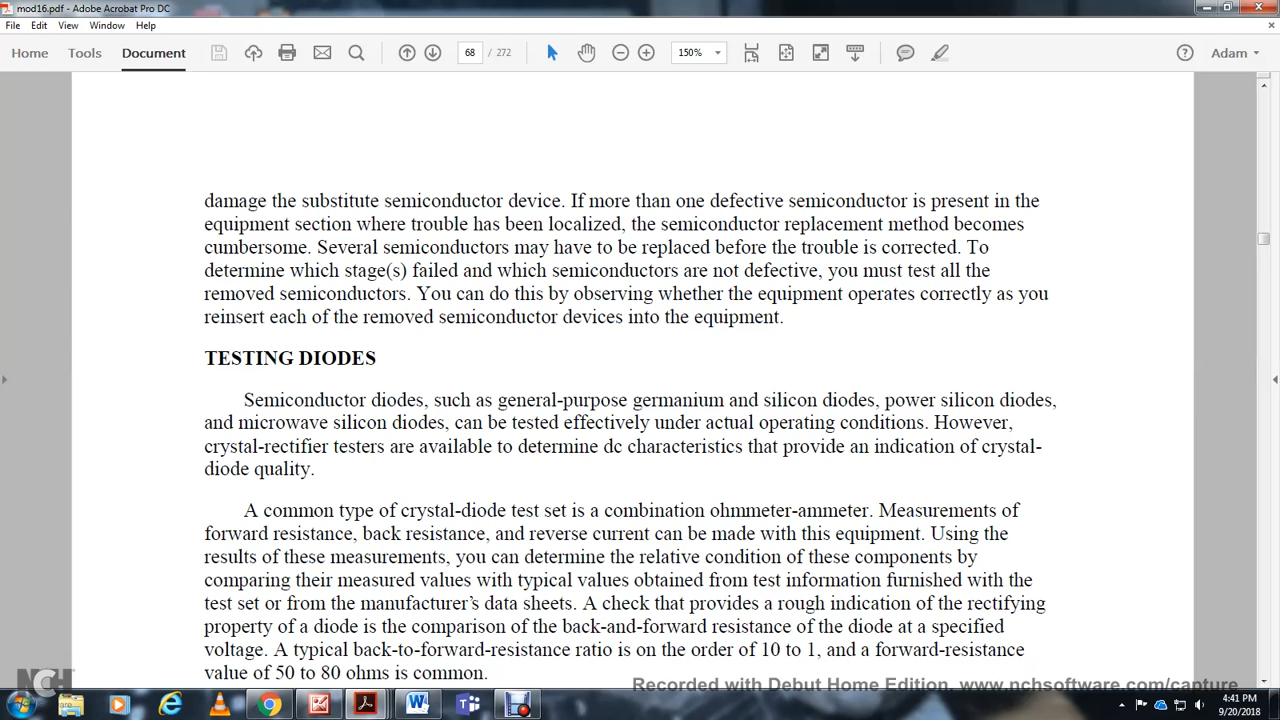 mod16.pdf - Adobe Acrobat Pro DC
File Edit View Window Help
Home Tools Document 68 / 272 150% Adam
damage the substitute semiconductor device. If more than one defective semiconductor is present in the
equipment section where trouble has been localized, the semiconductor replacement method becomes
cumbersome. Several semiconductors may have to be replaced before the trouble is corrected. To
determine which stage(s) failed and which semiconductors are not defective, you must test all the
removed semiconductors. You can do this by observing whether the equipment operates correctly as you
reinsert each of the removed semiconductor devices into the equipment.
TESTING DIODES
Semiconductor diodes, such as general-purpose germanium and silicon diodes, power silicon diodes,
and microwave silicon diodes, can be tested effectively under actual operating conditions. However,
crystal-rectifier testers are available to determine dc characteristics that provide an indication of crystal-
diode quality.
A common type of crystal-diode test set is a combination ohmmeter-ammeter. Measurements of
forward resistance, back resistance, and reverse current can be made with this equipment. Using the
results of these measurements, you can determine the relative condition of these components by
comparing their measured values with typical values obtained from test information furnished with the
test set or from the manufacturer’s data sheets. A check that provides a rough indication of the rectifying
property of a diode is the comparison of the back-and-forward resistance of the diode at a specified
voltage. A typical back-to-forward-resistance ratio is on the order of 10 to 1, and a forward-resistance
value of 50 to 80 ohms is common.
NCH
Recorded with Debut Home Edition. www.nchsoftware.com/capture
4:41 PM
9/20/2018